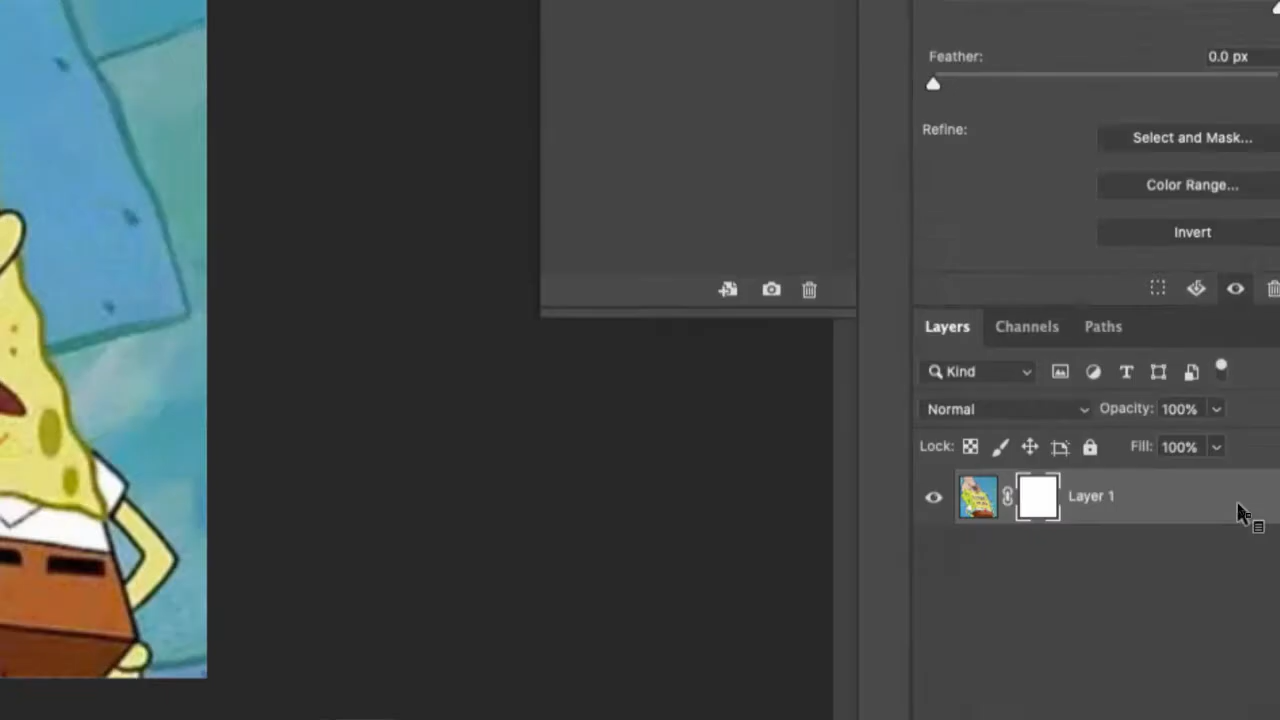 Feather:
0.0 px
Refine:
Select and Mask...
Color Range...
Invert
Layers Channels Paths
Kind
Normal Opacity: 100%
Lock: Fill: 100%
Layer 1